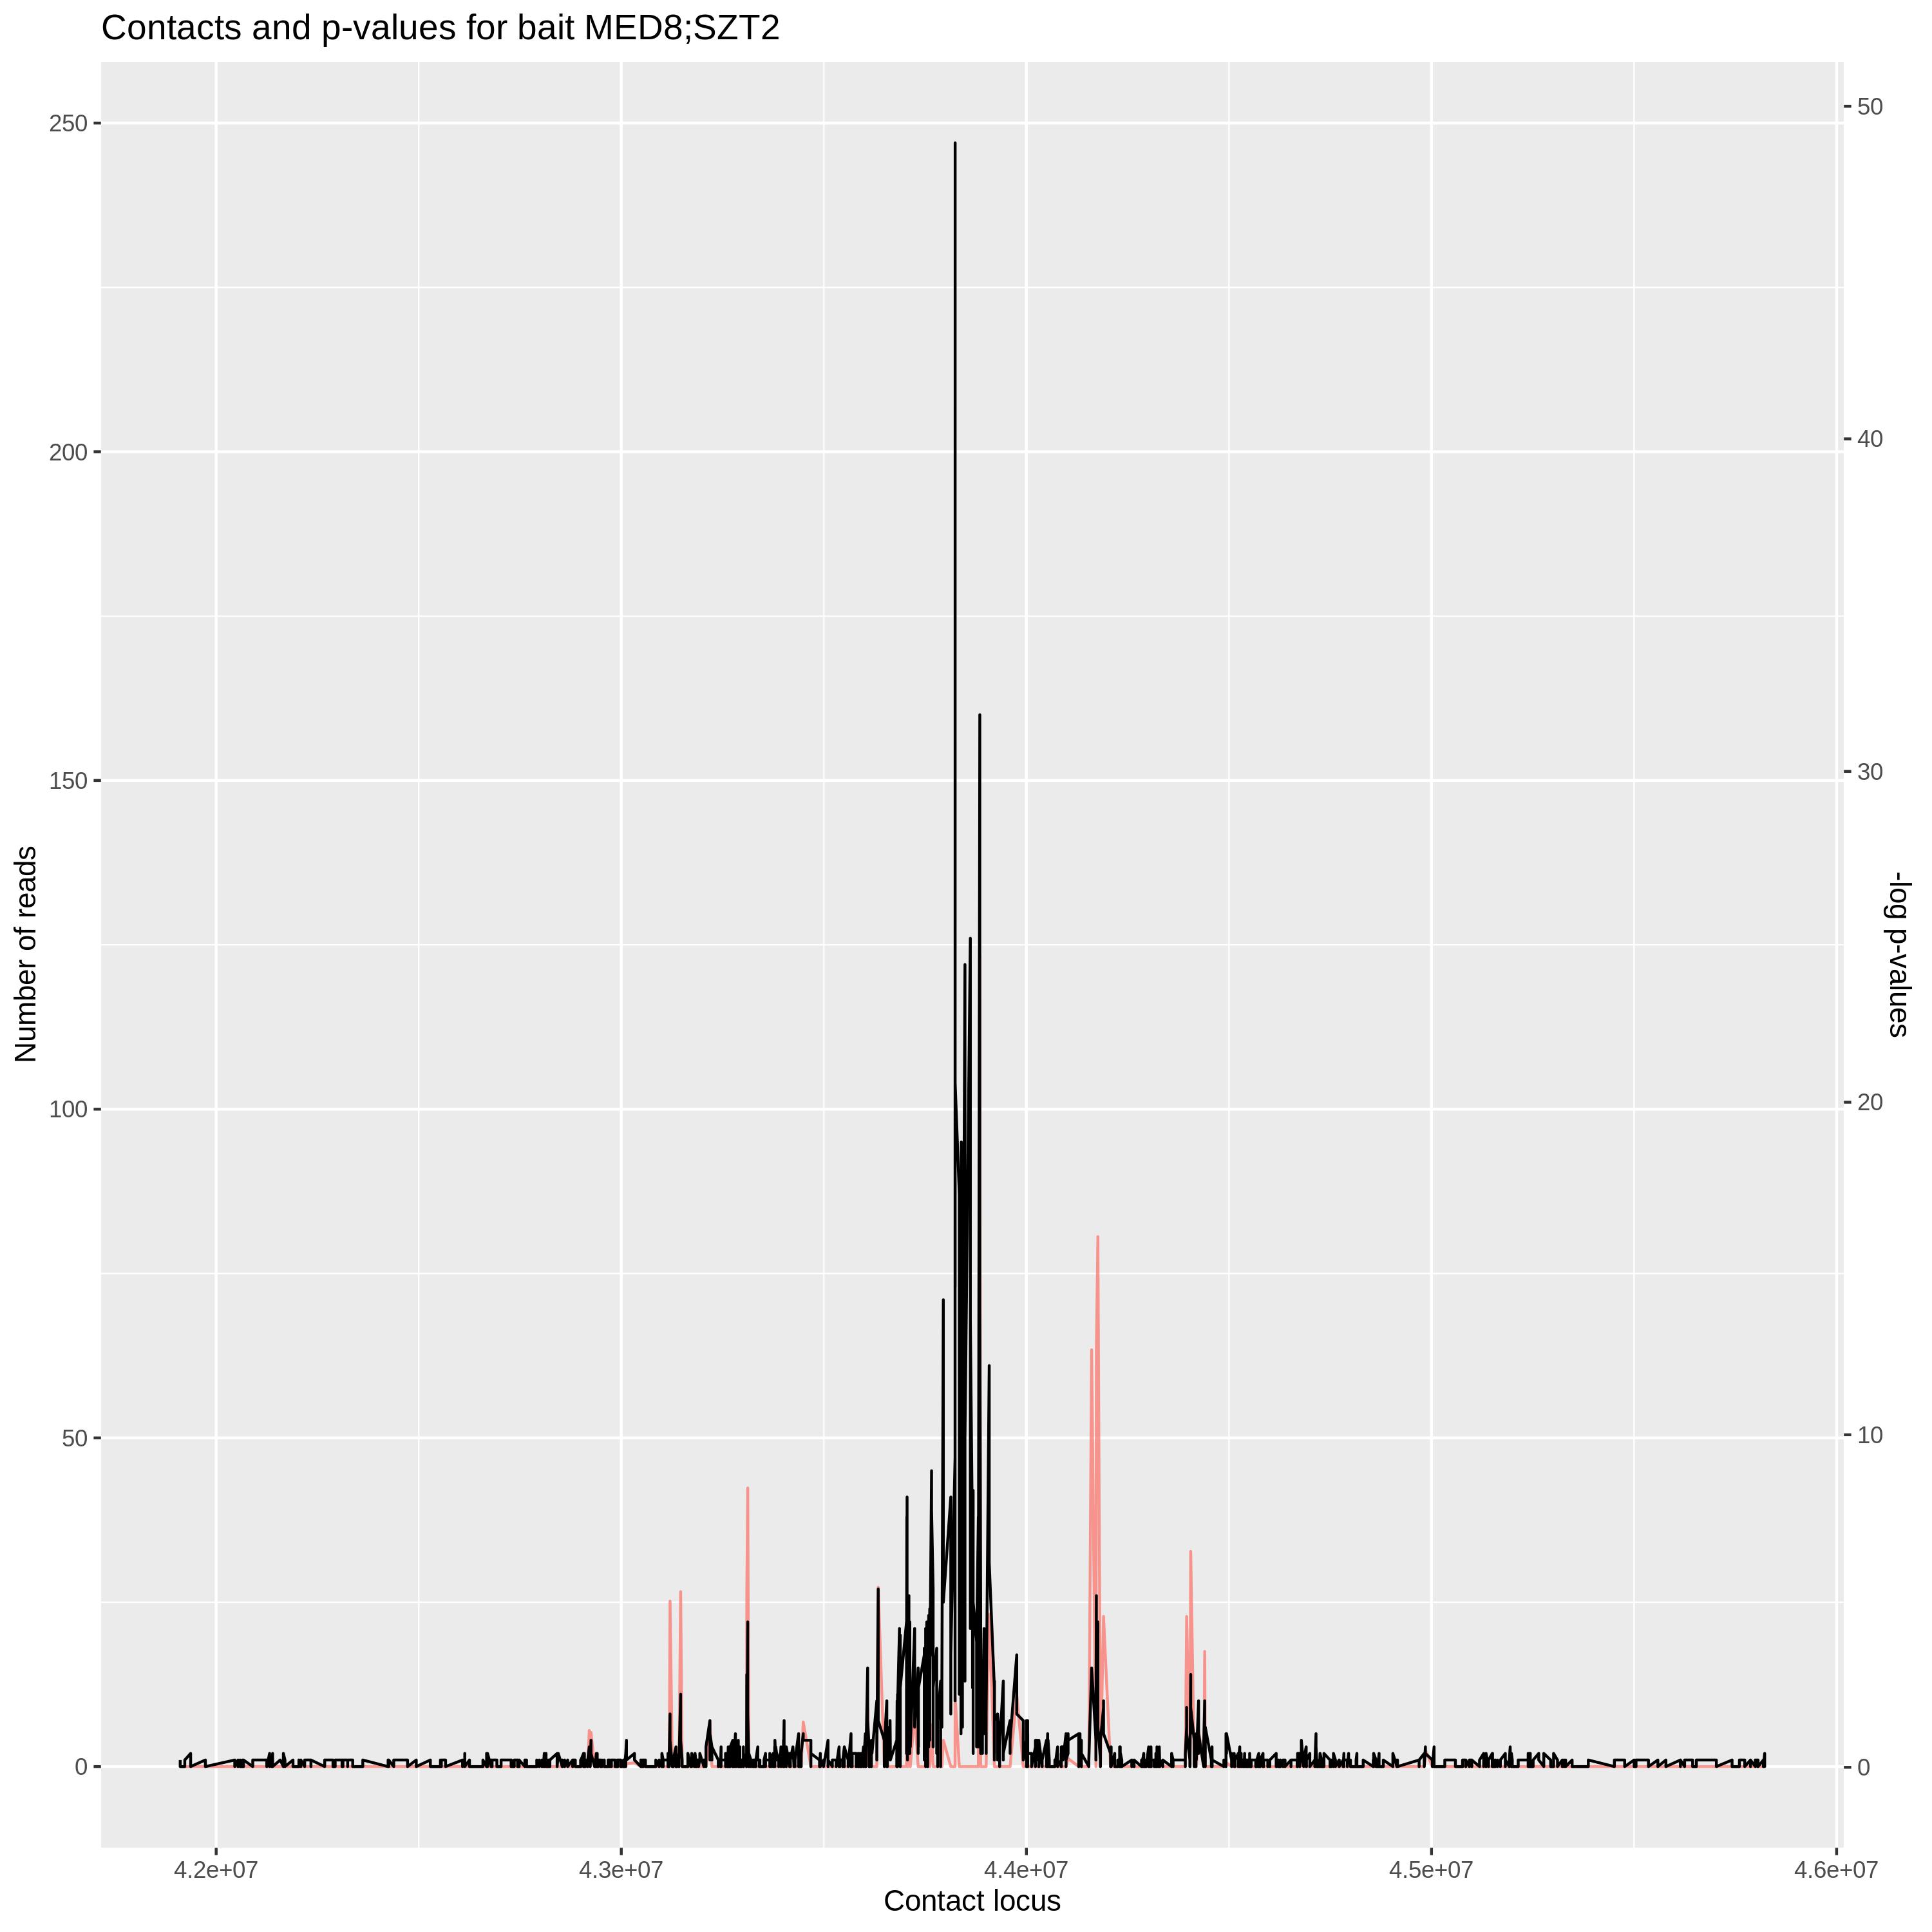 Contacts and p-values for bait MED8;SZT2
250
200
150
100
50
0
Number of reads
50
40
30
20
10
0
-log p-values
4.2e+07
4.3e+07
4.4e+07
4.5e+07
4.6e+07
Contact locus